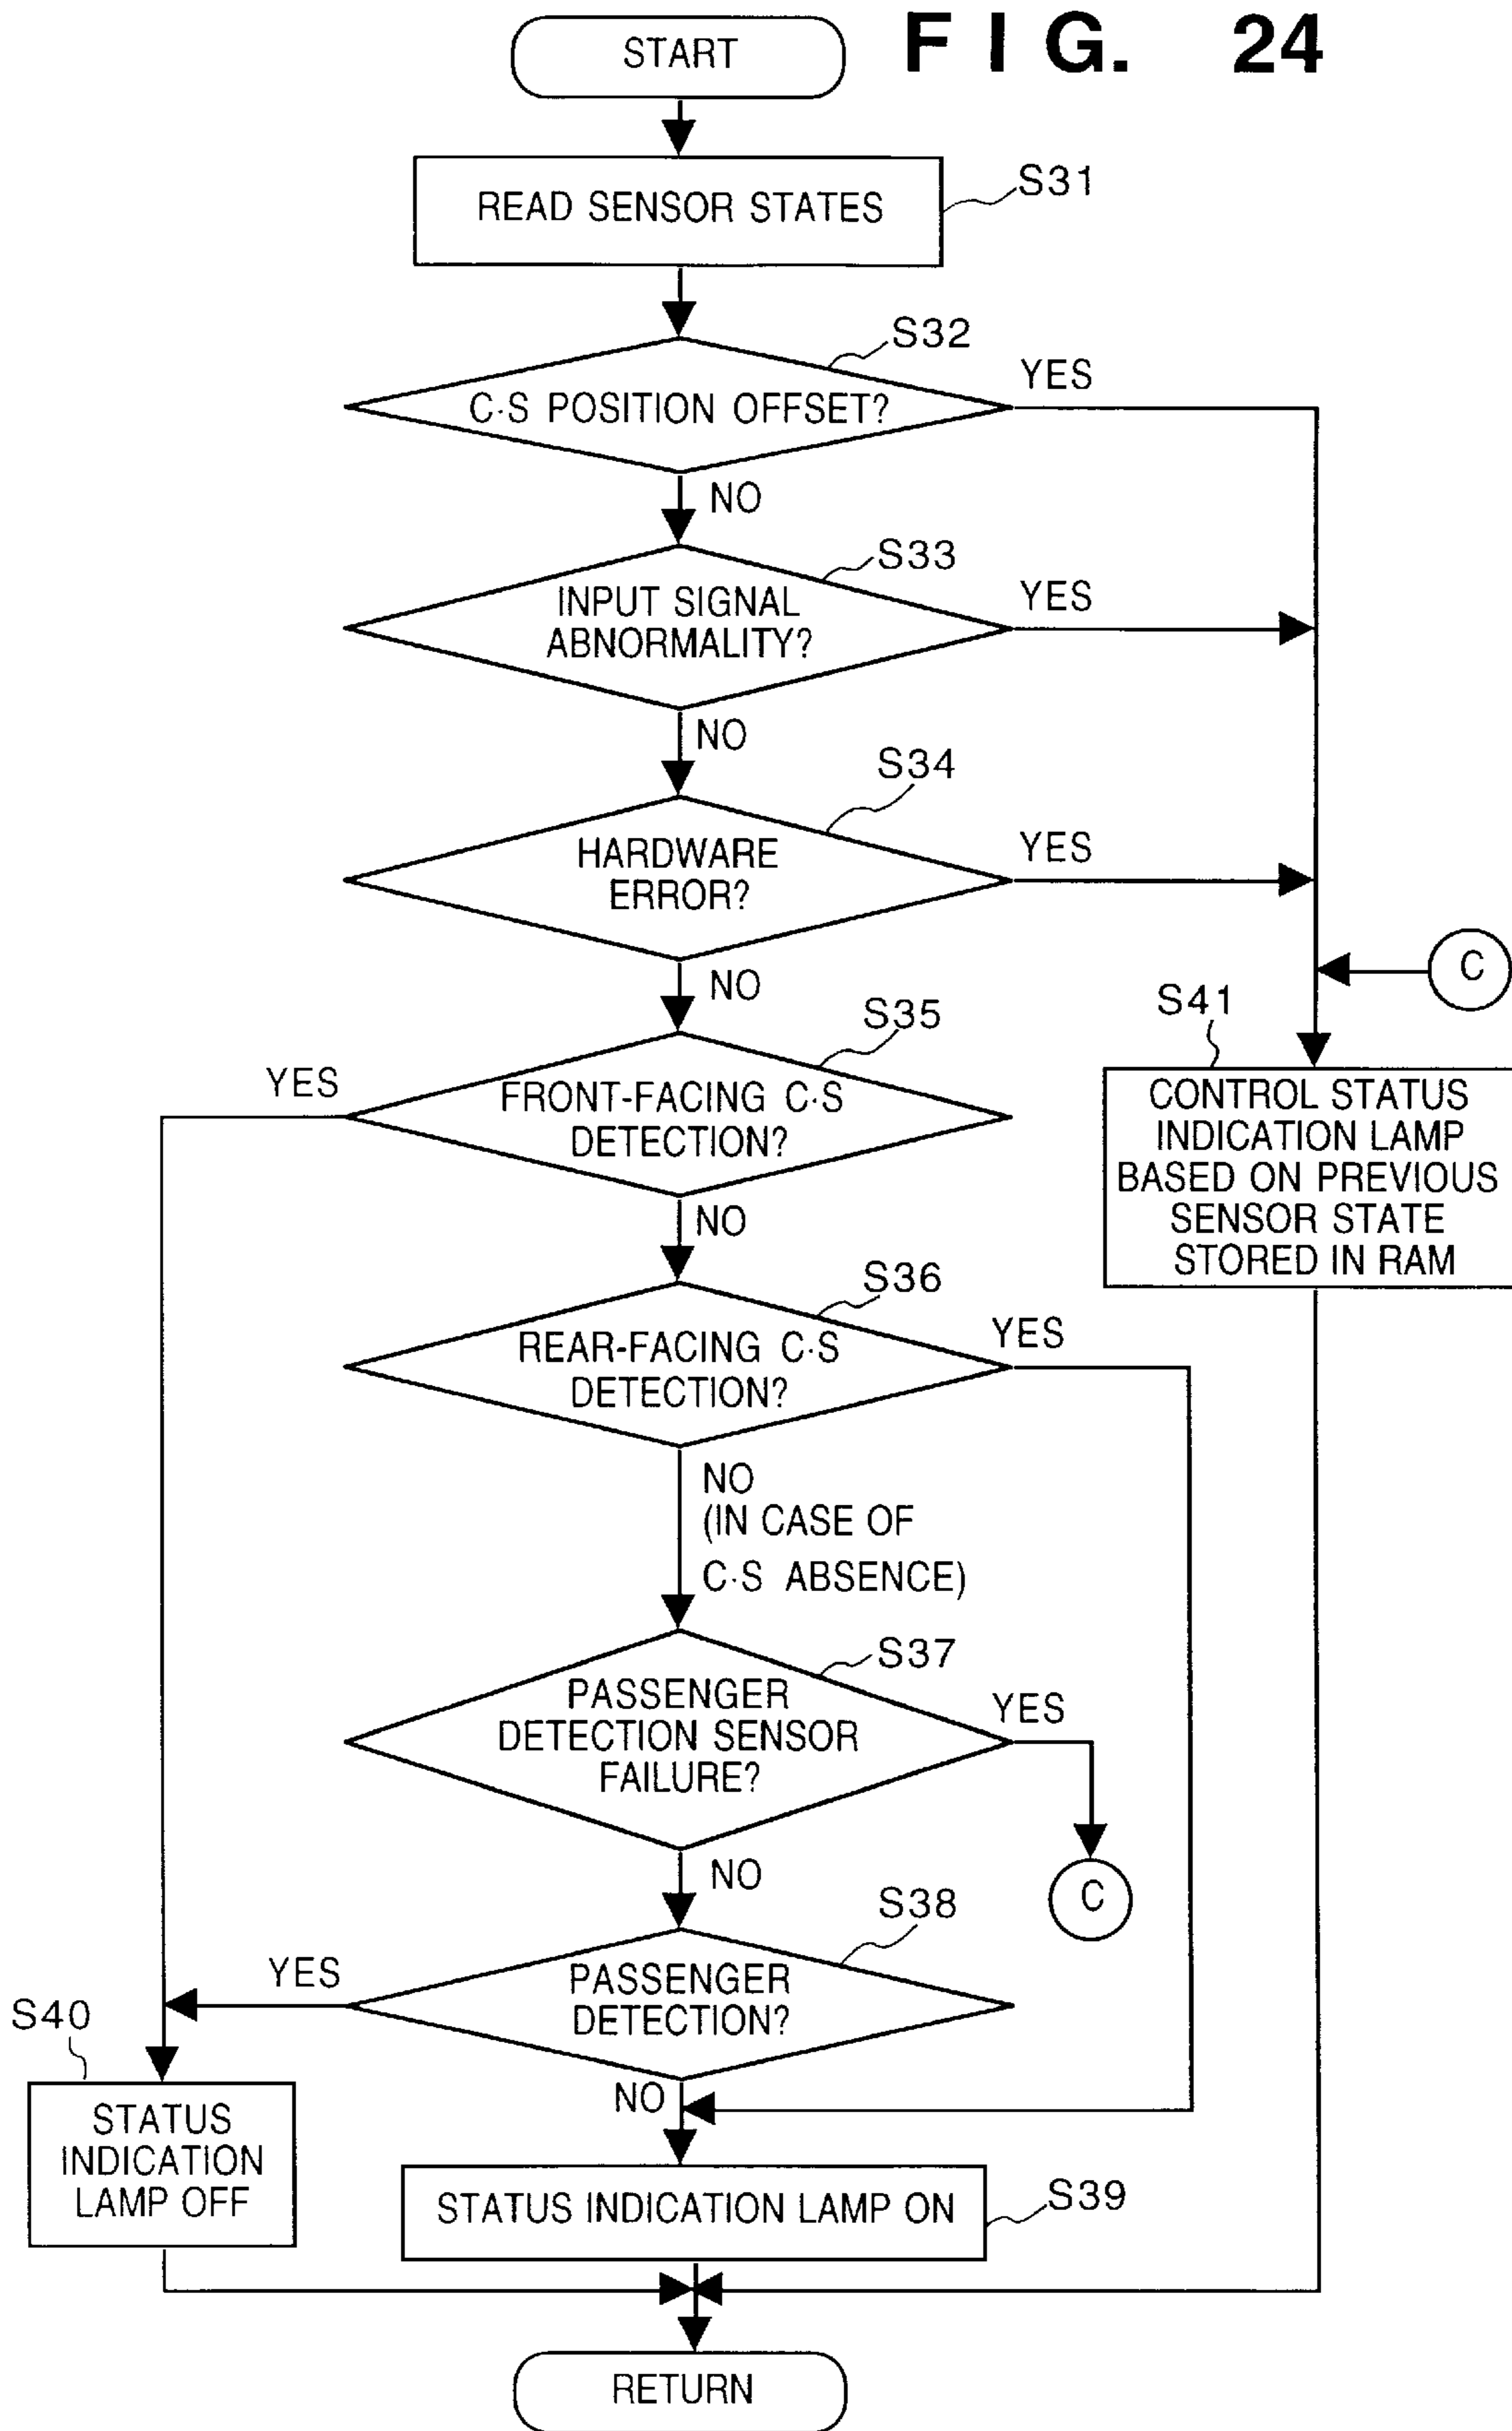 START
F I G. 24
READ SENSOR STATES
S31
S32
C·S POSITION OFFSET?
YES
NO
S33
INPUT SIGNAL
ABNORMALITY?
YES
NO
S34
HARDWARE
ERROR?
YES
NO
C
S35
S41
YES
FRONT-FACING C·S
DETECTION?
CONTROL STATUS
INDICATION LAMP
BASED ON PREVIOUS
SENSOR STATE
STORED IN RAM
NO
S36
REAR-FACING C·S
DETECTION?
YES
NO
(IN CASE OF
C·S ABSENCE)
S37
PASSENGER
DETECTION SENSOR
FAILURE?
YES
NO
C
S38
YES
PASSENGER
DETECTION?
S40
NO
STATUS
INDICATION
LAMP OFF
STATUS INDICATION LAMP ON
S39
RETURN